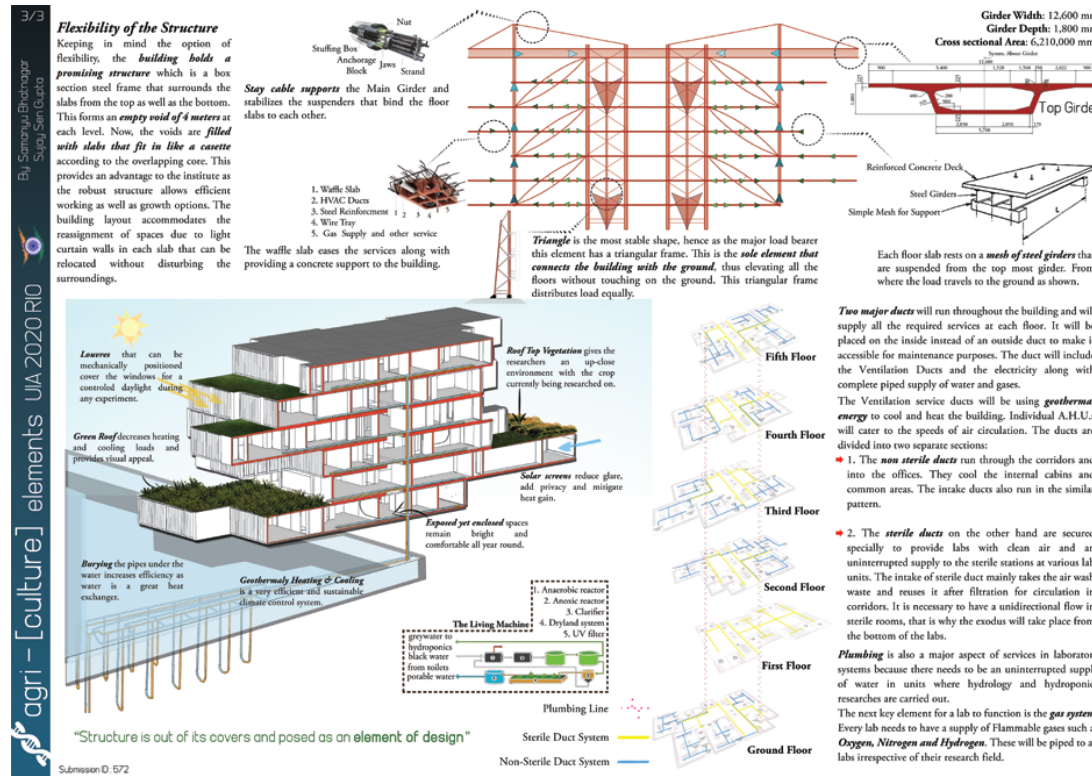 3/3
By Samanyu Bhatnagar
Sujay Sen Gupta
agri - [culture] elements UIA 2020 RIO
Flexibility of the Structure
Keeping in mind the option of
flexibility, the building holds a
promising structure which is a box
section steel frame that surrounds the
slabs from the top as well as the bottom.
This forms an empty void of 4 meters at
each level. Now, the voids are filled
with slabs that fit in like a casette
according to the overlapping core. This
provides an advantage to the institute as
the robust structure allows efficient
working as well as growth options. The
building layout accommodates the
reassignment of spaces due to light
curtain walls in each slab that can be
relocated without disturbing the
surroundings.
Nut
Stuffing Box
Anchorage
Block
Jaws
Strand
Stay cable supports the Main Girder and
stabilizes the suspenders that bind the floor
slabs to each other.
1. Waffle Slab
2. HVAC Ducts
3. Steel Reinforcment
4. Wire Tray
5. Gas Supply and other service
1 2 3 4 5
The waffle slab eases the services along with
providing a concrete support to the building.
Triangle is the most stable shape, hence as the major load bearer
this element has a triangular frame. This is the sole element that
connects the building with the ground, thus elevating all the
floors without touching on the ground. This triangular frame
distributes load equally.
Girder Width: 12,600 mm
Girder Depth: 1,800 mm
Cross sectional Area: 6,210,000 mm
System, About Girder
12,600
900 5,400 1,528 1,500 350 2,022 900
Top Girde
5,700
Reinforced Concrete Deck
Steel Girders
Simple Mesh for Support
L
Each floor slab rests on a mesh of steel girders tha
are suspended from the top most girder. From
where the load travels to the ground as shown.
Louvres that can be
mechanically positioned
cover the windows for a
controled daylight during
any experiment.
Green Roof decreases heating
and cooling loads and
provides visual appeal.
Roof Top Vegetation gives the
researchers an up-close
environment with the crop
currently being researched on.
Solar screens reduce glare,
add privacy and mitigate
heat gain.
Exposed yet enclosed spaces
remain bright and
comfortable all year round.
Burying the pipes under the
water increases efficiency as
water is a great heat
exchanger.
Geothermaly Heating & Cooling
is a very efficient and sustainable
climate control system.
The Living Machine
1. Anaerobic reactor
2. Anoxic reactor
3. Clarifier
4. Dryland system
5. UV filter
greywater to
hydroponics
black water
from toilets
potable water
Fifth Floor
Fourth Floor
Third Floor
Second Floor
First Floor
Ground Floor
Plumbing Line
Sterile Duct System
Non-Sterile Duct System
Two major ducts will run throughout the building and wil
supply all the required services at each floor. It will be
placed on the inside instead of an outside duct to make i
accessible for maintenance purposes. The duct will includ
the Ventilation Ducts and the electricity along with
complete piped supply of water and gases.
The Ventilation service ducts will be using geotherma
energy to cool and heat the building. Individual A.H.U.
will cater to the speeds of air circulation. The ducts are
divided into two separate sections:
1. The non sterile ducts run through the corridors and
into the offices. They cool the internal cabins and
common areas. The intake ducts also run in the simila
pattern.
2. The sterile ducts on the other hand are secured
specially to provide labs with clean air and an
uninterrupted supply to the sterile stations at various lab
units. The intake of sterile duct mainly takes the air wast
waste and reuses it after filtration for circulation in
corridors. It is necessary to have a unidirectional flow in
sterile rooms, that is why the exodus will take place from
the bottom of the labs.
Plumbing is also a major aspect of services in laborator
systems because there needs to be an uninterrupted suppl
of water in units where hydrology and hydroponic
researches are carried out.
The next key element for a lab to function is the gas system
Every lab needs to have a supply of Flammable gases such a
Oxygen, Nitrogen and Hydrogen. These will be piped to a
labs irrespective of their research field.
"Structure is out of its covers and posed as an element of design"
Submission ID: 572